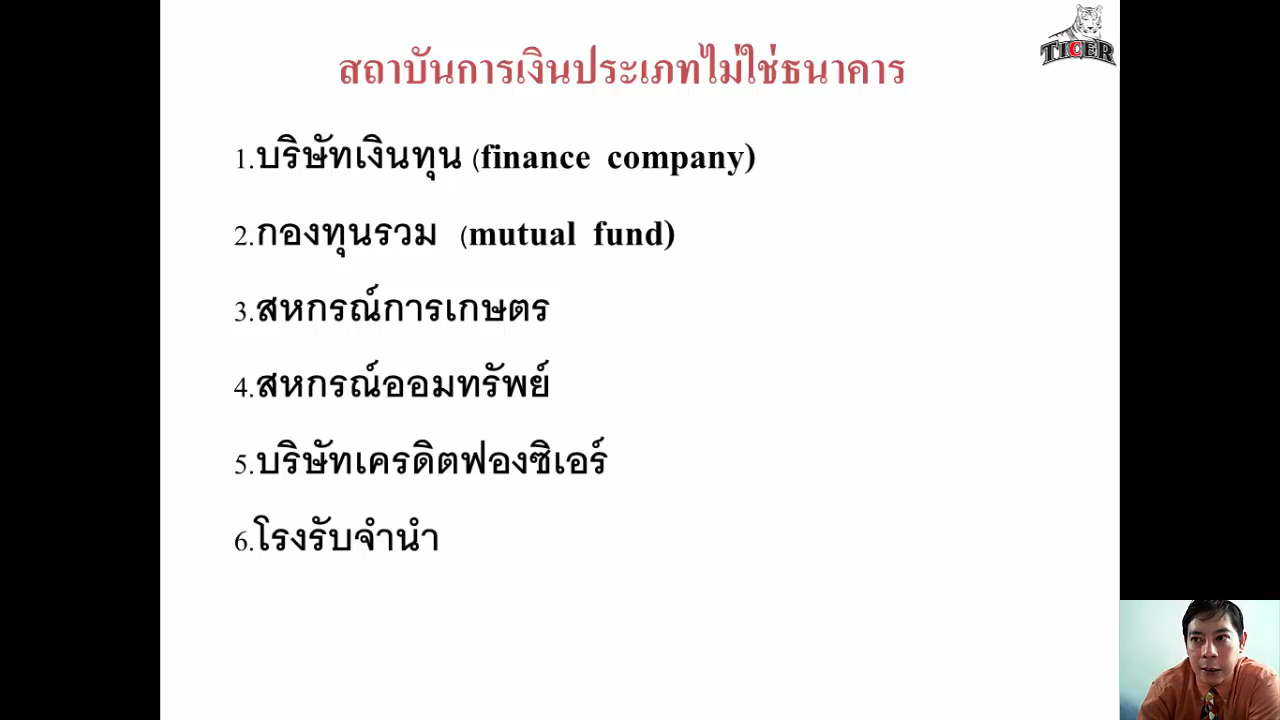 TIGER
สถาบันการเงินประเภทไม่ใช่ธนาคาร
1.บริษัทเงินทุน (finance company)
2.กองทุนรวม (mutual fund)
3.สหกรณ์การเกษตร
4.สหกรณ์ออมทรัพย์
5.บริษัทเครดิตฟองซิเอร์
6.โรงรับจำนำ